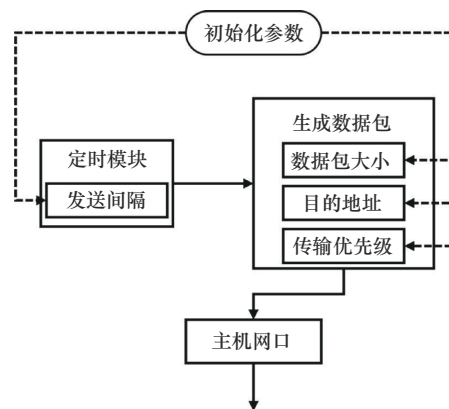 初始化参数
生成数据包
定时模块
数据包大小
发送间隔
目的地址
传输优先级
主机网口